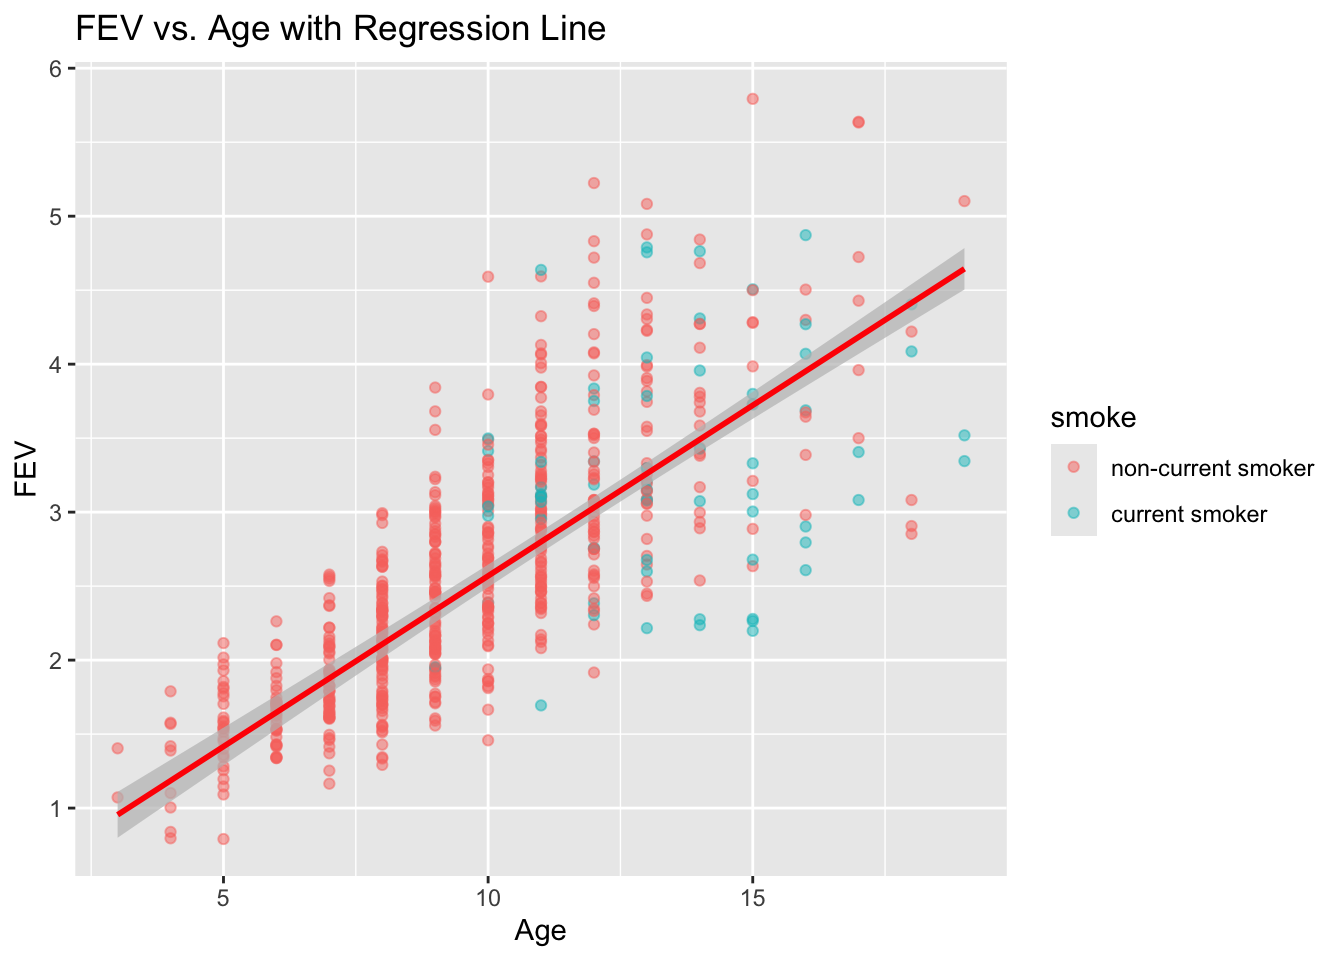 FEV vs. Age with Regression Line
6
5
4
3
2
1
FEV
5 10 15
Age
smoke
non-current smoker
current smoker